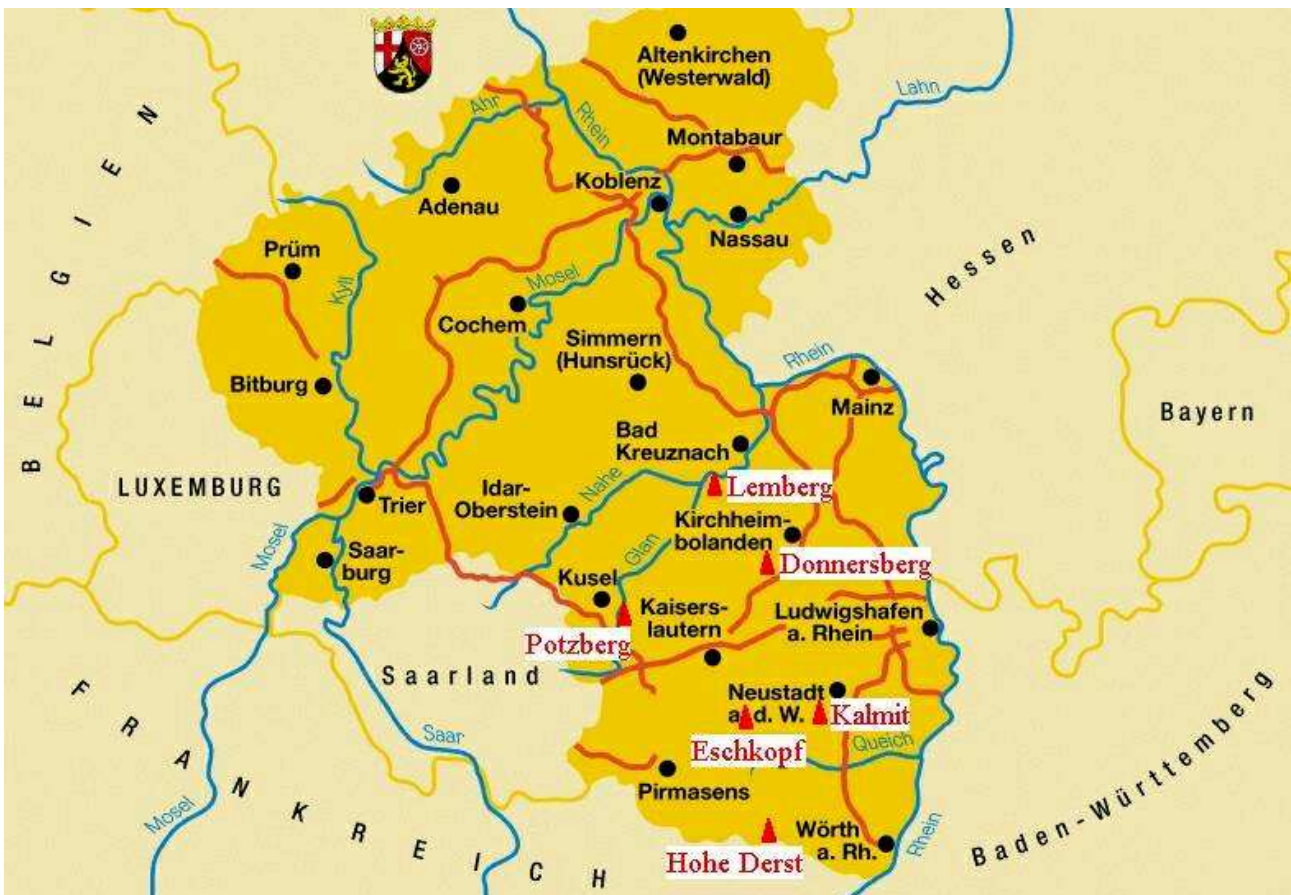 Altenkirchen
(Westerwald)
Lahn
Ahr
Rhein
Montabaur
Koblenz
Adenau
Nassau
BELGIEN
Prüm
Hessen
Kyll
Mosel
Cochem
Simmern
(Hunsrück)
Rhein
Bitburg
Mainz
Bayern
Bad
Kreuznach
LUXEMBURG
Trier
Idar-
Oberstein
Nahe
Lemberg
Kirchheim-
bolanden
Mosel
Saar-
burg
Glan
Donnersberg
Kusel
Kaisers-
lautern
Ludwigshafen
a. Rhein
Potzberg
Saarland
Neustadt
a. d. W.
Kalmit
Saar
Eschkopf
Queich
FRANKREICH
Pirmasens
Baden-Württemberg
Mosel
Hohe Derst
Wörth
a. Rh.
Rhein